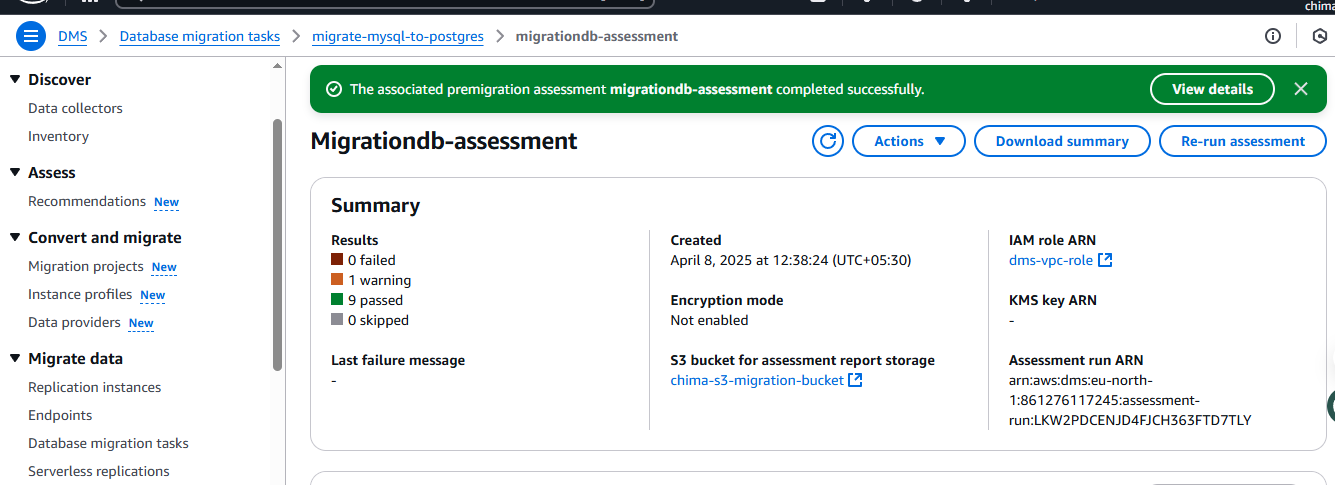 chima
DMS > Database migration tasks > migrate-mysql-to-postgres > migrationdb-assessment
Discover
Data collectors
Inventory
Assess
Recommendations New
Convert and migrate
Migration projects New
Instance profiles New
Data providers New
Migrate data
Replication instances
Endpoints
Database migration tasks
Serverless replications
The associated premigration assessment migrationdb-assessment completed successfully.
View details
Migrationdb-assessment
Actions
Download summary
Re-run assessment
Summary
Results
0 failed
1 warning
9 passed
0 skipped
Last failure message
-
Created
April 8, 2025 at 12:38:24 (UTC+05:30)
Encryption mode
Not enabled
S3 bucket for assessment report storage
chima-s3-migration-bucket
IAM role ARN
dms-vpc-role
KMS key ARN
-
Assessment run ARN
arn:aws:dms:eu-north-
1:861276117245:assessment-
run:LKW2PDCENJD4FJCH363FTD7TLY